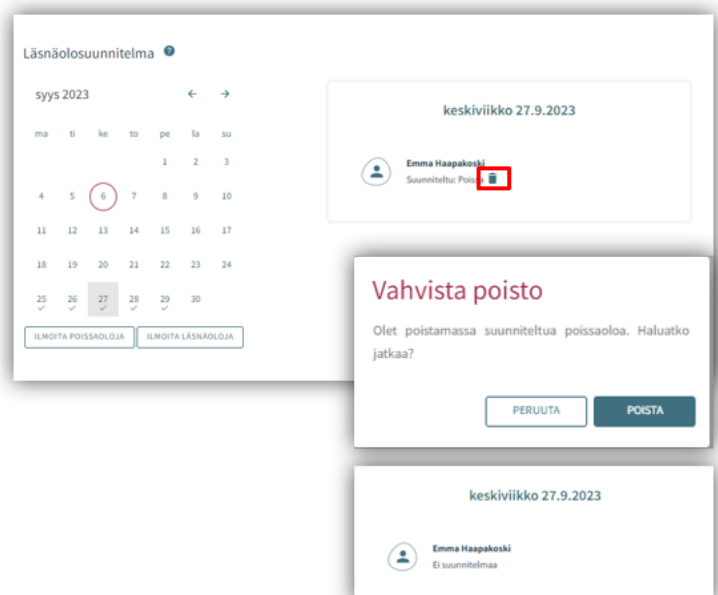 Läsnäolosuunnitelma ?
syys 2023 ← →
ma ti ke to pe la su
1 2 3
4 5 6 7 8 9 10
11 12 13 14 15 16 17
18 19 20 21 22 23 24
25 26 27 28 29 30
ILMOITA POISSAOLOJA ILMOITA LÄSNÄOLOJA
keskiviikko 27.9.2023
Emma Haapakoski
Suunniteltu: Poissa
Vahvista poisto
Olet poistamassa suunniteltua poissaoloa. Haluatko
jatkaa?
PERUUTA POISTA
keskiviikko 27.9.2023
Emma Haapakoski
Ei suunnitelmaa